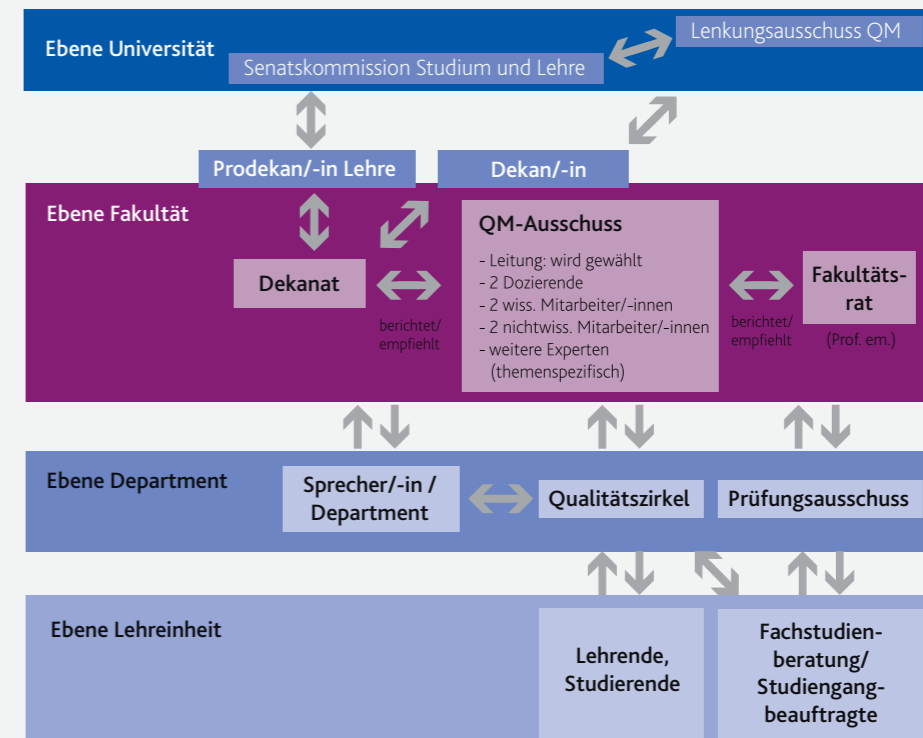 Ebene Universität
Lenkungsausschuss QM
Senatskommission Studium und Lehre
Prodekan/-in Lehre
Dekan/-in
Ebene Fakultät
QM-Ausschuss
- Leitung: wird gewählt
- 2 Dozierende
- 2 wiss. Mitarbeiter/-innen
- 2 nichtwiss. Mitarbeiter/-innen
- weitere Experten
(themenspezifisch)
Dekanat
berichtet/
empfiehlt
berichtet/
empfiehlt
Fakultäts-
rat
(Prof. em.)
Ebene Department
Sprecher/-in /
Department
Qualitätszirkel
Prüfungsausschuss
Ebene Lehreinheit
Lehrende,
Studierende
Fachstudien-
beratung/
Studiengang-
beauftragte